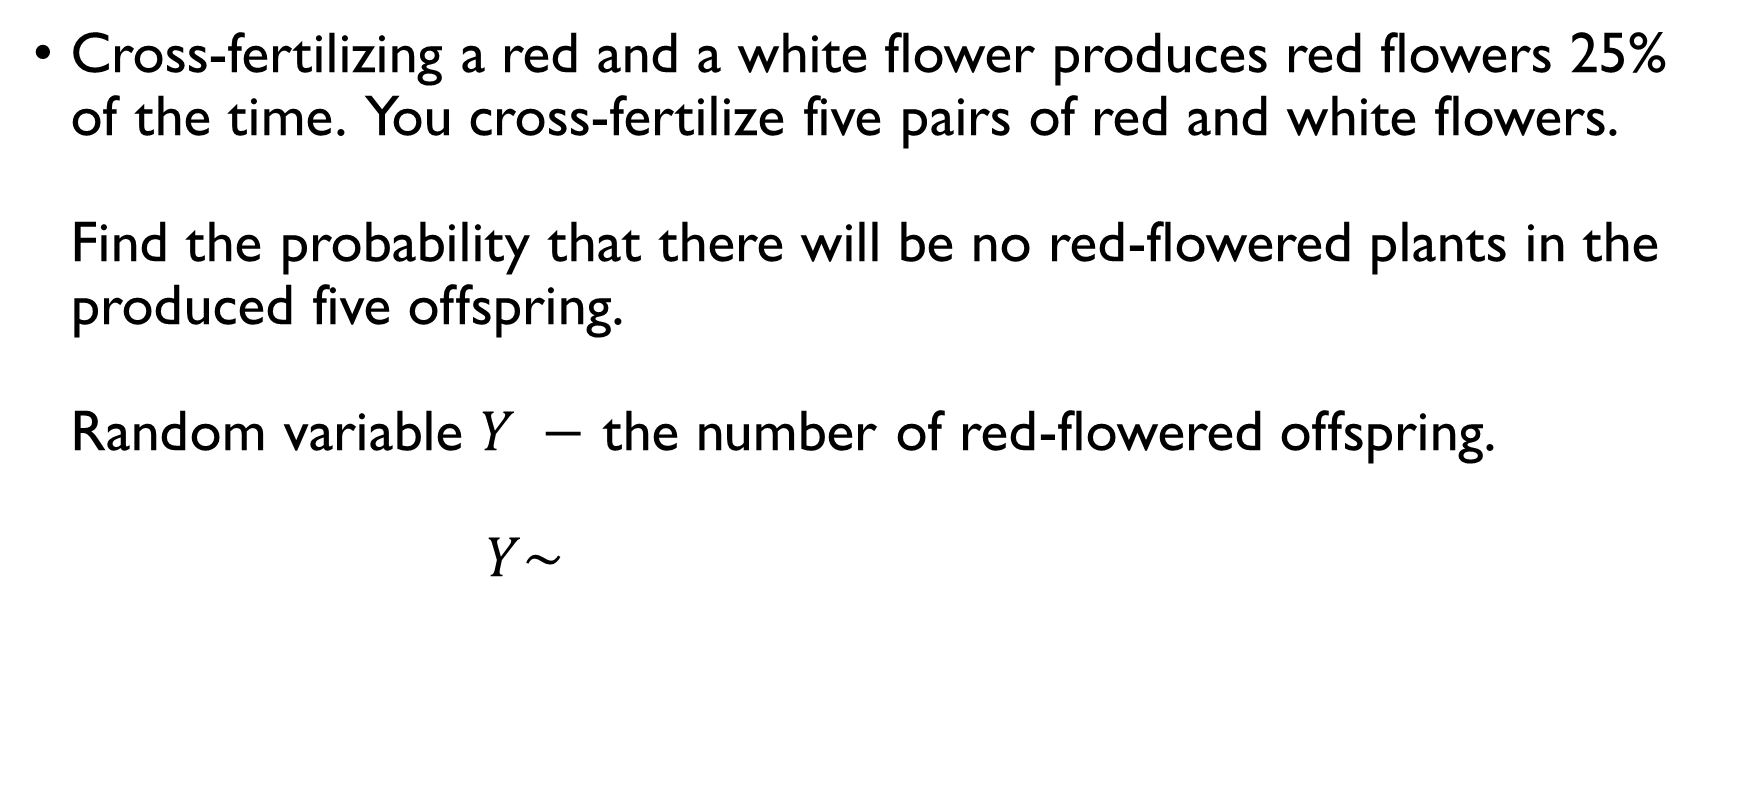 • Cross-fertilizing a red and a white flower produces red flowers 25%
of the time. You cross-fertilize five pairs of red and white flowers.
Find the probability that there will be no red-flowered plants in the
produced five offspring.
Random variable Y – the number of red-flowered offspring.
Y~